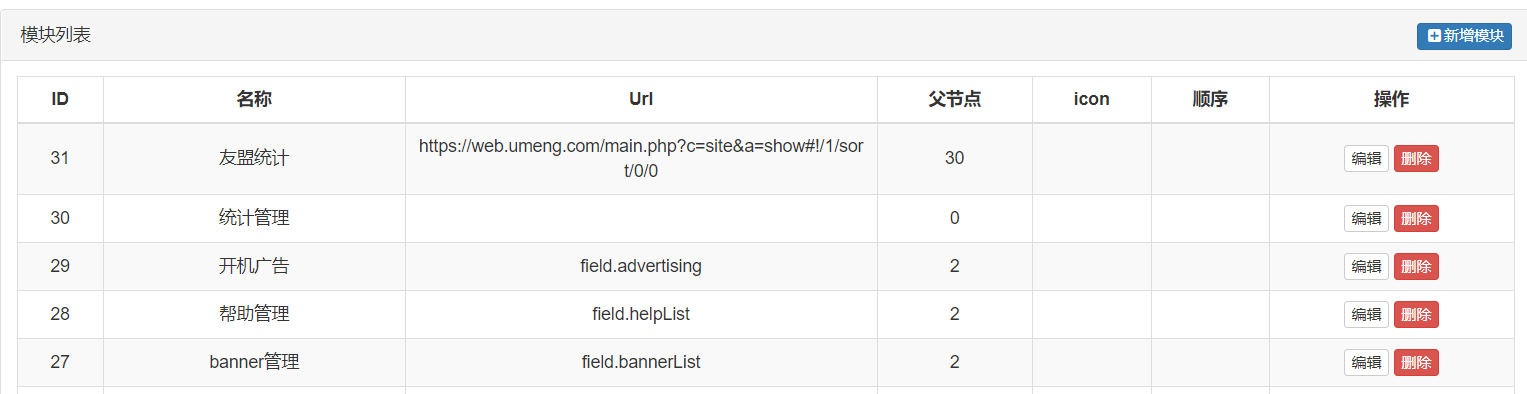 模块列表
新增模块
ID 名称 Url 父节点 icon 顺序 操作
31 友盟统计 https://web.umeng.com/main.php?c=site&a=show#!/1/sor
t/0/0 30 编辑 删除
30 统计管理 0 编辑 删除
29 开机广告 field.advertising 2 编辑 删除
28 帮助管理 field.helpList 2 编辑 删除
27 banner管理 field.bannerList 2 编辑 删除